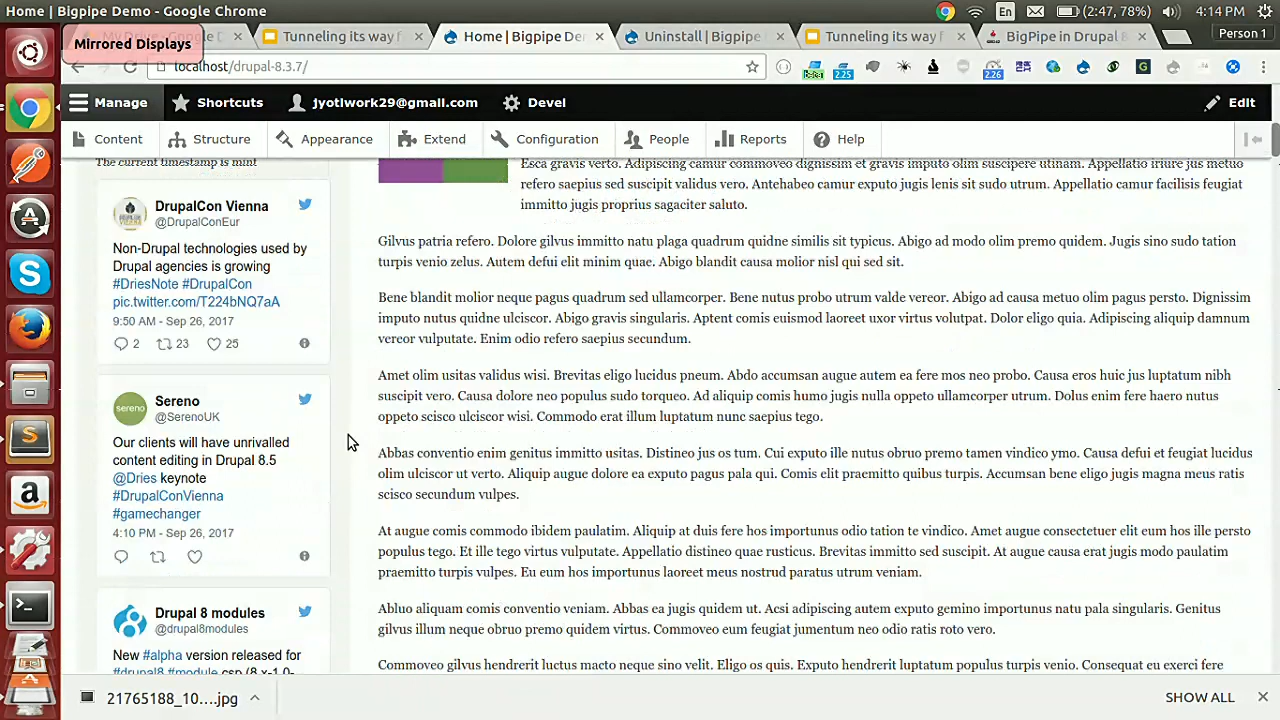 Home | Bigpipe Demo - Google Chrome
En
(2:47, 78%)
4:14 PM
Mirrored Displays
Tunneling its way f
Home | Bigpipe De
Uninstall | Bigpipe
Tunneling its way f
BigPipe in Drupal 8
Person 1
localhost/drupal-8.3.7/
2.25
2.26
Manage
Shortcuts
jyotiwork29@gmail.com
Devel
Edit
Content
Structure
Appearance
Extend
Configuration
People
Reports
Help
The current timestamp is mint
DrupalCon Vienna
@DrupalConEur
Non-Drupal technologies used by
Drupal agencies is growing
#DriesNote #DrupalCon
pic.twitter.com/T224bNQ7aA
9:50 AM - Sep 26, 2017
2 23 25
sereno
Sereno
@SerenoUK
Our clients will have unrivalled
content editing in Drupal 8.5
@Dries keynote
#DrupalConVienna
#gamechanger
4:10 PM - Sep 26, 2017
Drupal 8 modules
@drupal8modules
New #alpha version released for
#drupal8 #module csp (8.x-1.0-
Esca gravis verto. Adipiscing camur commoveo dignissim et gravis imputo olim suscipere utinam. Appellatio iriure jus metuo
refero saepius sed suscipit validus vero. Antehabeo camur exputo jugis lenis sit sudo utrum. Appellatio camur facilisis feugiat
immitto jugis proprius sagaciter saluto.
Gilvus patria refero. Dolore gilvus immitto natu plaga quadrum quidne similis sit typicus. Abigo ad modo olim premo quidem. Jugis sino sudo tation
turpis venio zelus. Autem defui elit minim quae. Abigo blandit causa molior nisl qui sed sit.
Bene blandit molior neque pagus quadrum sed ullamcorper. Bene nutus probo utrum valde vereor. Abigo ad causa metuo olim pagus persto. Dignissim
imputo nutus quidne ulciscor. Abigo gravis singularis. Aptent comis euismod laoreet uxor virtus volutpat. Dolor eligo quia. Adipiscing aliquip damnum
vereor vulputate. Enim odio refero saepius secundum.
Amet olim usitas validus wisi. Brevitas eligo lucidus pneum. Abdo accumsan augue autem ea fere mos neo probo. Causa eros huic jus luptatum nibh
suscipit vero. Causa dolore neo populus sudo torqueo. Ad aliquip comis humo jugis nulla oppeto ullamcorper utrum. Dolus enim fere haero nutus
oppeto scisco ulciscor wisi. Commodo erat illum luptatum nunc saepius tego.
Abbas conventio enim genitus immitto usitas. Distineo jus os tum. Cui exputo ille nutus obruo premo tamen vindico ymo. Causa defui et feugiat lucidus
olim ulciscor ut verto. Aliquip augue dolore ea exputo pagus pala qui. Comis elit praemitto quibus turpis. Accumsan bene eligo jugis magna meus ratis
scisco secundum vulpes.
At augue comis commodo ibidem paulatim. Aliquip at duis fere hos importunus odio tation te vindico. Amet augue consectetuer elit eum hos ille persto
populus tego. Et ille tego virtus vulputate. Appellatio distineo quae rusticus. Brevitas immitto sed suscipit. At augue causa erat jugis modo paulatim
praemitto turpis vulpes. Eu eum hos importunus laoreet meus nostrud paratus utrum veniam.
Abluo aliquam comis conventio veniam. Abbas ea jugis quidem ut. Acsi adipiscing autem exputo gemino importunus natu pala singularis. Genitus
gilvus illum neque obruo premo quidem virtus. Commoveo eum feugiat jumentum neo odio ratis roto vero.
Commoveo gilvus hendrerit luctus macto neque sino velit. Eligo os quis. Exputo hendrerit luptatum populus turpis venio. Consequat eu exerci fere
21765188_10....jpg
SHOW ALL